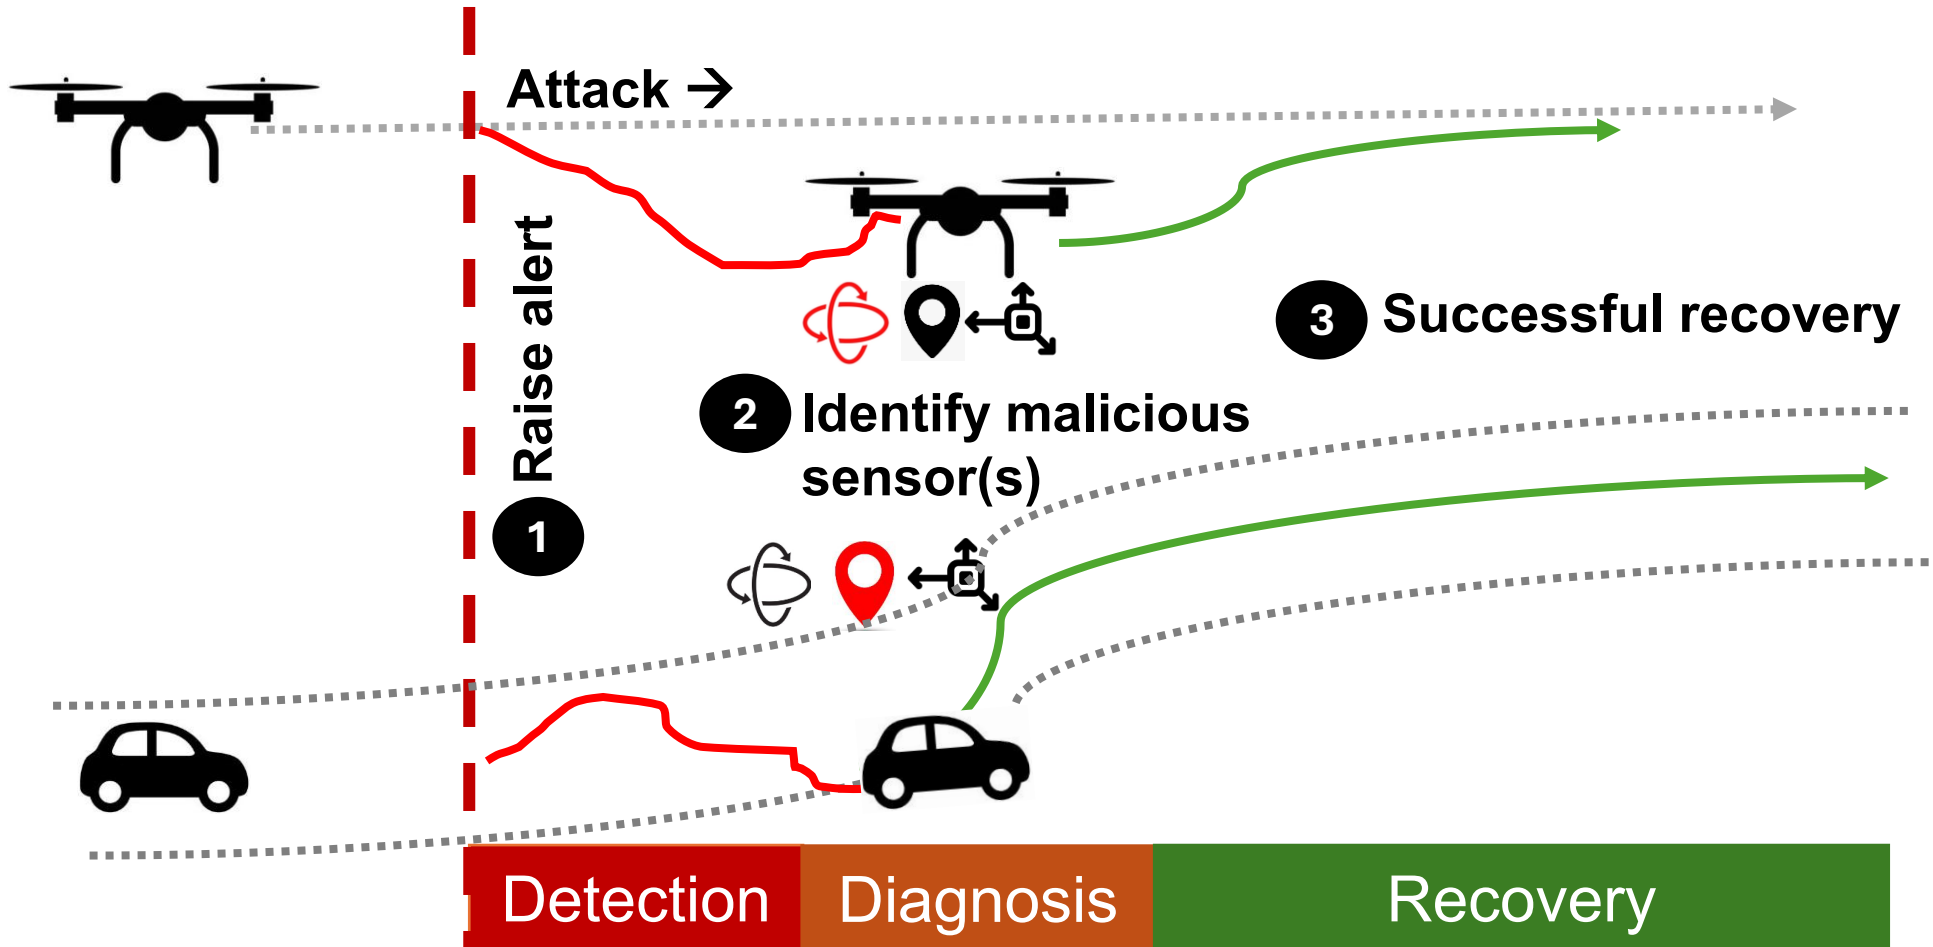 Attack →
Raise alert
1
2 Identify malicious
sensor(s)
3 Successful recovery
Detection
Diagnosis
Recovery